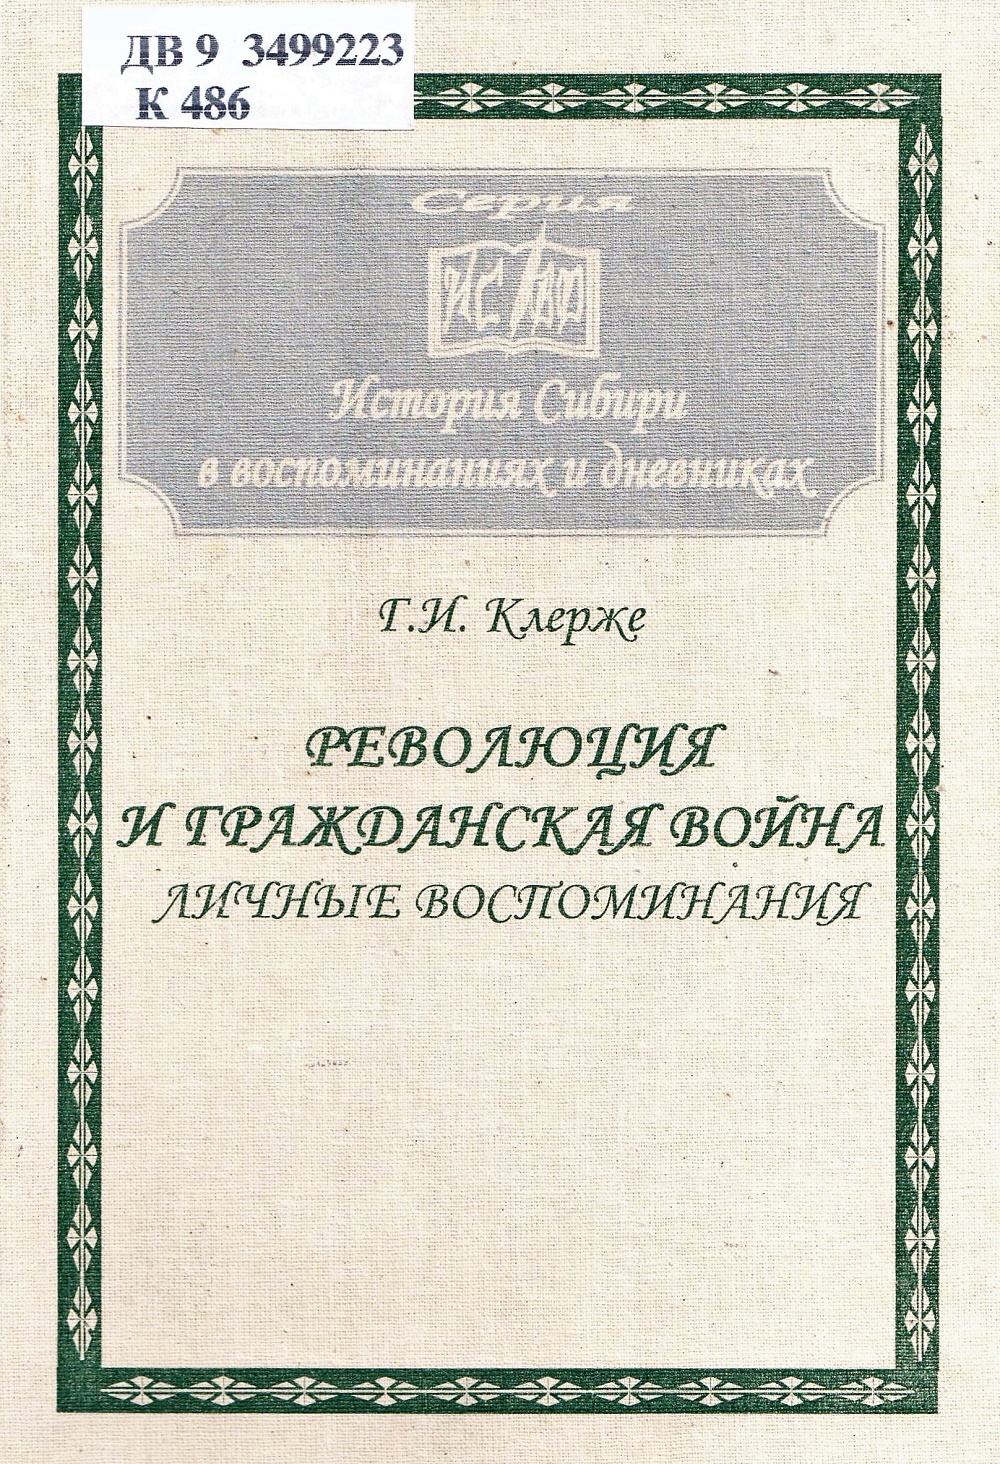 ДВ 9 3499223
К 486
Серия
История Сибири
в воспоминаниях и дневниках
Г.И. Клерже
РЕВОЛЮЦИЯ
И ГРАЖДАНСКАЯ ВОЙНА
ЛИЧНЫЕ ВОСПОМИНАНИЯ